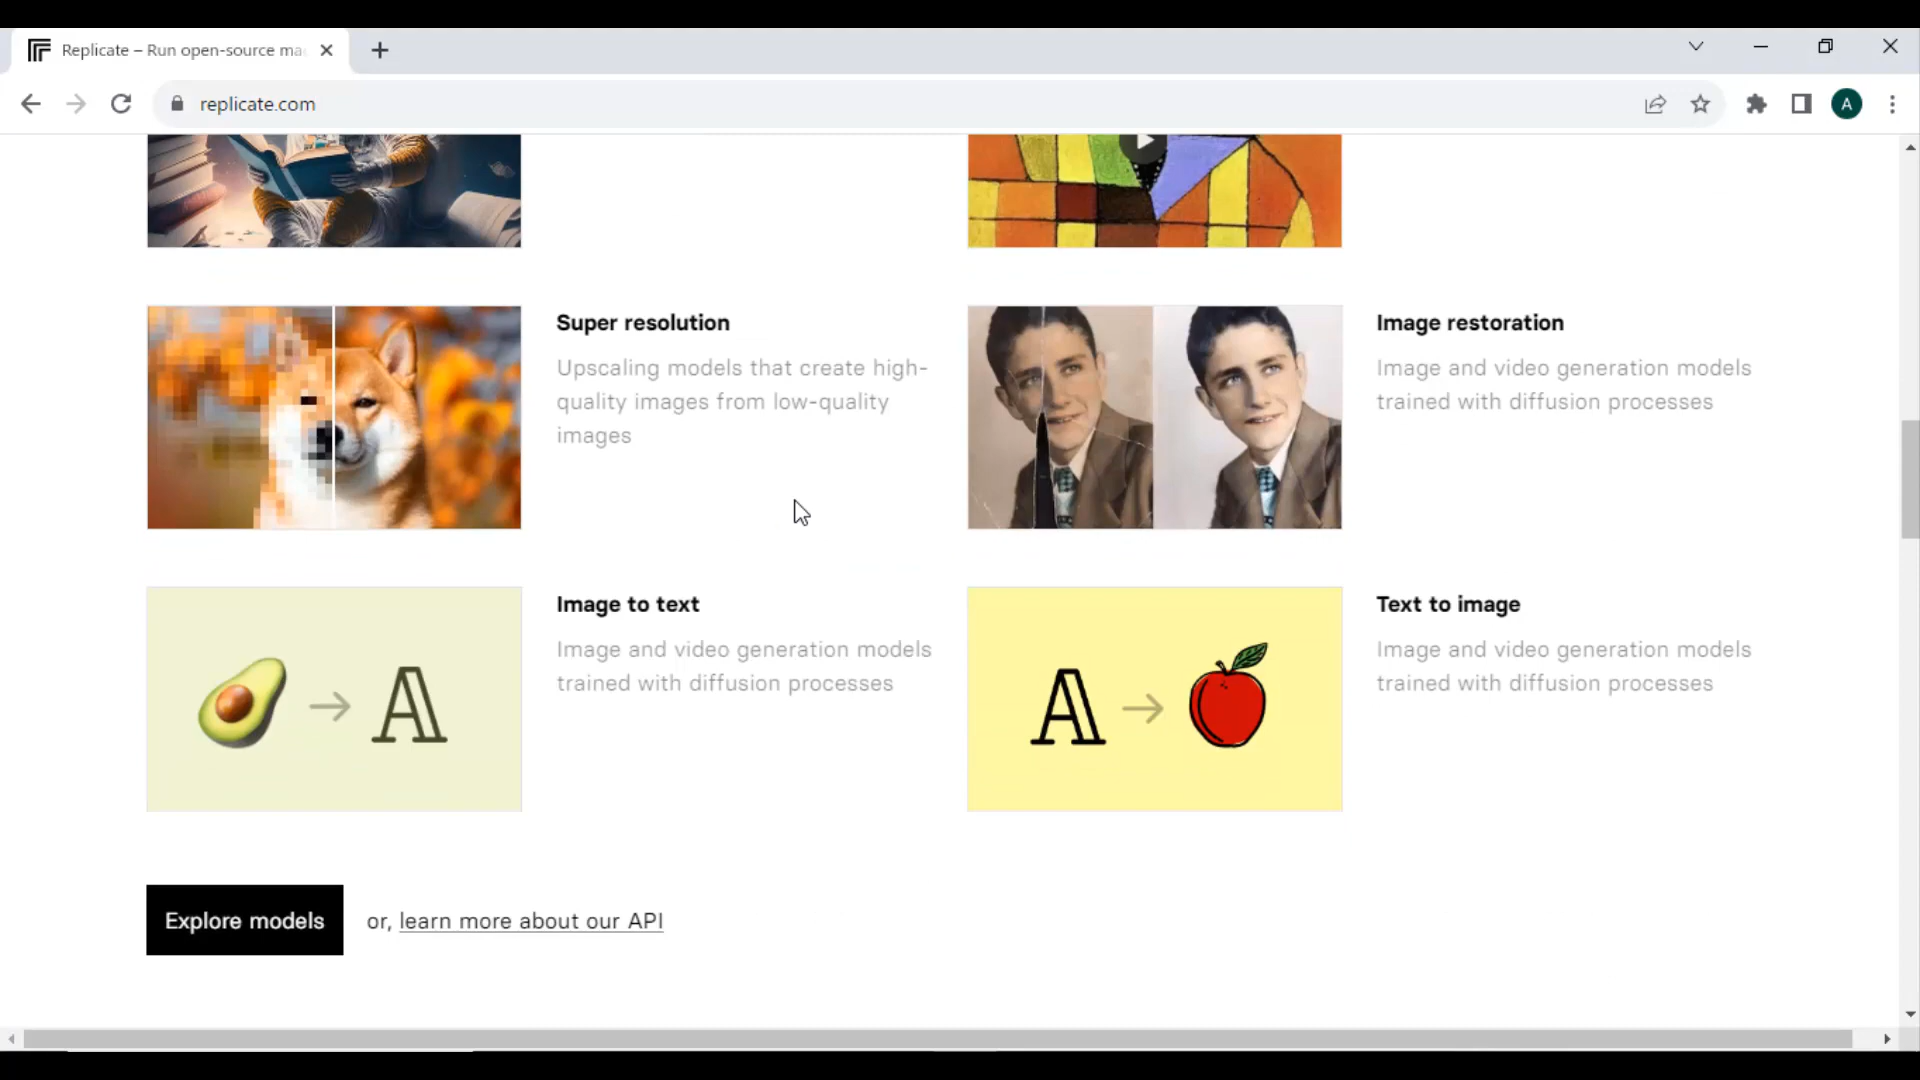 Replicate – Run open-source ma
replicate.com
A
Super resolution
Upscaling models that create high-
quality images from low-quality
images
Image restoration
Image and video generation models
trained with diffusion processes
A
Image to text
Image and video generation models
trained with diffusion processes
A
Text to image
Image and video generation models
trained with diffusion processes
Explore models
or, learn more about our API